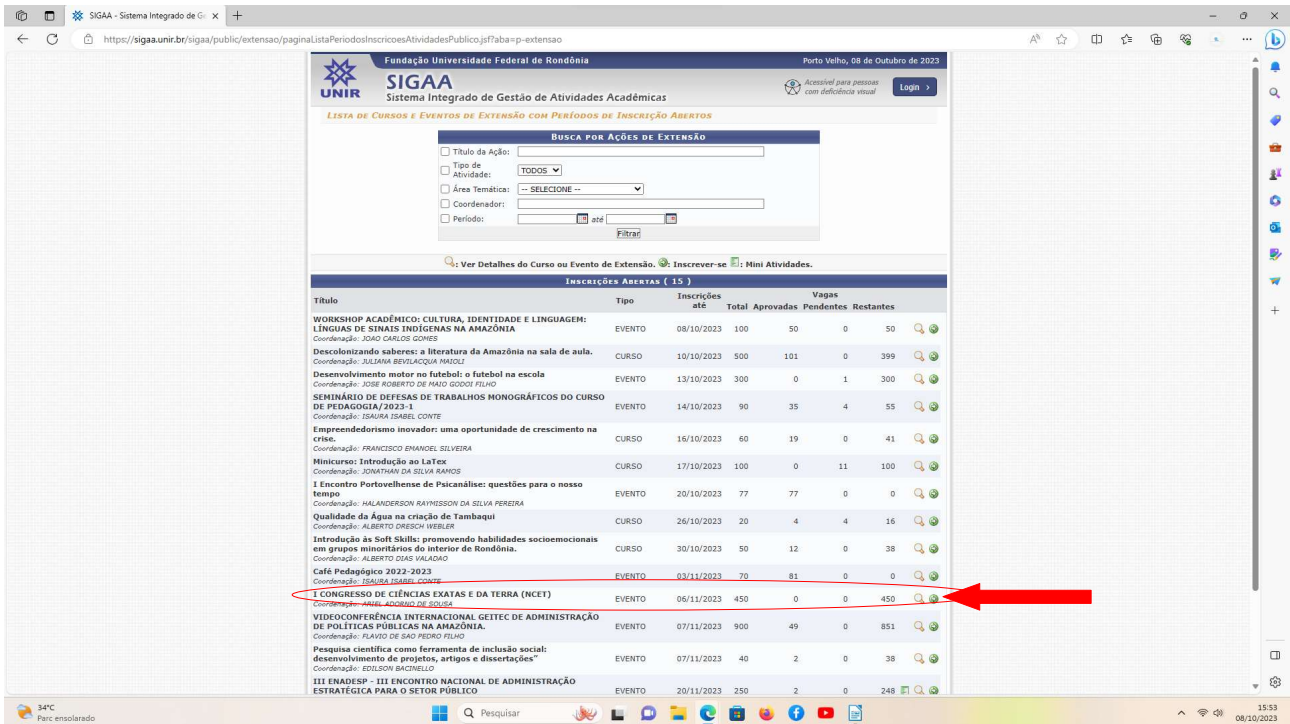 SIGAA - Sistema Integrado de Ge
https://sigaa.unir.br/sigaa/public/extensao/paginaListaPeriodosInscricoesAtividadesPublico.jsf?aba=p-extensao
UNIR
Fundação Universidade Federal de Rondônia
Porto Velho, 08 de Outubro de 2023
SIGAA
Sistema Integrado de Gestão de Atividades Acadêmicas
Acessível para pessoas
com deficiência visual
Login >
Lista de Cursos e Eventos de Extensão com Períodos de Inscrição Abertos
Busca por Ações de Extensão
Título da Ação:
Tipo de
Atividade: TODOS
Área Temática: -- SELECIONE --
Coordenador:
Período: até
Filtrar
: Ver Detalhes do Curso ou Evento de Extensão. : Inscrever-se : Mini Atividades.
Inscrições Abertas ( 15 )
Título Tipo Inscrições até Vagas Total Aprovadas Pendentes Restantes
WORKSHOP ACADÊMICO: CULTURA, IDENTIDADE E LINGUAGEM:
LÍNGUAS DE SINAIS INDÍGENAS NA AMAZÔNIA EVENTO 08/10/2023 100 50 0 50
Coordenação: JOAO CARLOS GOMES
Descolonizando saberes: a literatura da Amazônia na sala de aula. CURSO 10/10/2023 500 101 0 399
Coordenação: JULIANA BEVILACQUA MAIOLI
Desenvolvimento motor no futebol: o futebol na escola EVENTO 13/10/2023 300 0 1 300
Coordenação: JOSE ROBERTO DE MAIO GODOI FILHO
SEMINÁRIO DE DEFESAS DE TRABALHOS MONOGRÁFICOS DO CURSO
DE PEDAGOGIA/2023-1 EVENTO 14/10/2023 90 35 4 55
Coordenação: ISAURA ISABEL CONTE
Empreendedorismo inovador: uma oportunidade de crescimento na
crise. CURSO 16/10/2023 60 19 0 41
Coordenação: FRANCISCO EMANOEL SILVEIRA
Minicurso: Introdução ao LaTex CURSO 17/10/2023 100 0 11 100
Coordenação: JONATHAN DA SILVA RAMOS
I Encontro Portovelhense de Psicanálise: questões para o nosso
tempo EVENTO 20/10/2023 77 77 0 0
Coordenação: HALANDERSON RAYMISSON DA SILVA PEREIRA
Qualidade da Água na criação de Tambaqui CURSO 26/10/2023 20 4 4 16
Coordenação: ALBERTO DRESCH WEBLER
Introdução às Soft Skills: promovendo habilidades socioemocionais
em grupos minoritários do interior de Rondônia. CURSO 30/10/2023 50 12 0 38
Coordenação: ALBERTO DIAS VALADAO
Café Pedagógico 2022-2023 EVENTO 03/11/2023 70 81 0 0
Coordenação: ISAURA ISABEL CONTE
I CONGRESSO DE CIÊNCIAS EXATAS E DA TERRA (NCET) EVENTO 06/11/2023 450 0 0 450
Coordenação: ARIEL ADORNO DE SOUSA
VIDEOCONFERÊNCIA INTERNACIONAL GEITEC DE ADMINISTRAÇÃO
DE POLÍTICAS PÚBLICAS NA AMAZÔNIA. EVENTO 07/11/2023 900 49 0 851
Coordenação: FLAVIO DE SAO PEDRO FILHO
Pesquisa científica como ferramenta de inclusão social:
desenvolvimento de projetos, artigos e dissertações” EVENTO 07/11/2023 40 2 0 38
Coordenação: EDILSON BACINELLO
III ENADESP - III ENCONTRO NACIONAL DE ADMINISTRAÇÃO
ESTRATÉGICA PARA O SETOR PÚBLICO EVENTO 20/11/2023 250 2 0 248
34°C
Parc ensolarado
Pesquisar
15:53
08/10/2023